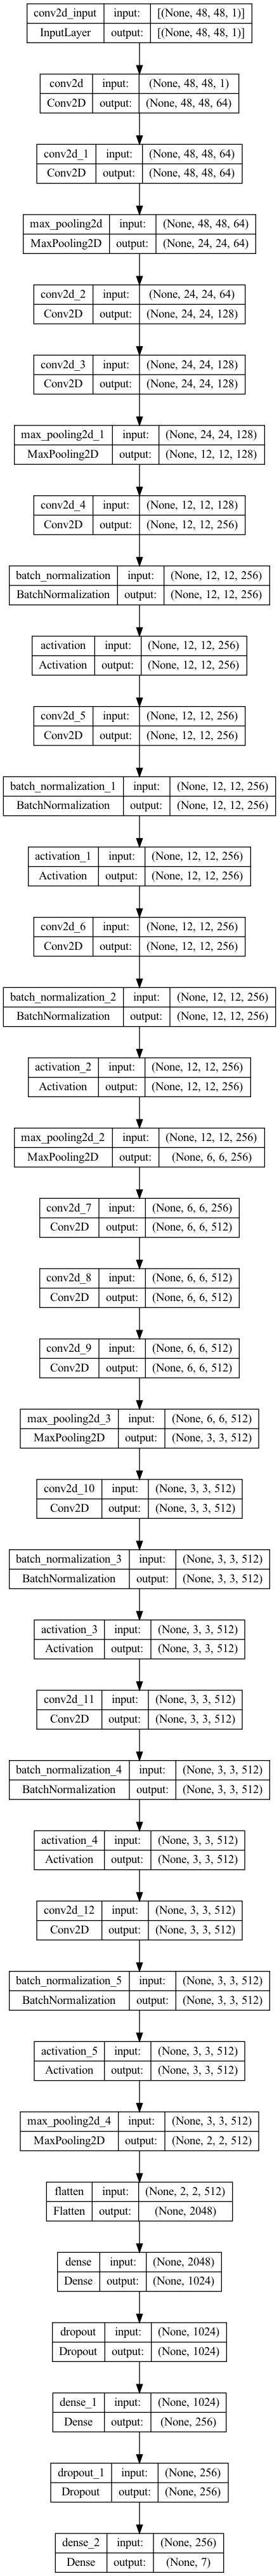 conv2d_input input: [(None, 48, 48, 1)]
InputLayer output: [(None, 48, 48, 1)]
conv2d input: (None, 48, 48, 1)
Conv2D output: (None, 48, 48, 64)
conv2d_1 input: (None, 48, 48, 64)
Conv2D output: (None, 48, 48, 64)
max_pooling2d input: (None, 48, 48, 64)
MaxPooling2D output: (None, 24, 24, 64)
conv2d_2 input: (None, 24, 24, 64)
Conv2D output: (None, 24, 24, 128)
conv2d_3 input: (None, 24, 24, 128)
Conv2D output: (None, 24, 24, 128)
max_pooling2d_1 input: (None, 24, 24, 128)
MaxPooling2D output: (None, 12, 12, 128)
conv2d_4 input: (None, 12, 12, 128)
Conv2D output: (None, 12, 12, 256)
batch_normalization input: (None, 12, 12, 256)
BatchNormalization output: (None, 12, 12, 256)
activation input: (None, 12, 12, 256)
Activation output: (None, 12, 12, 256)
conv2d_5 input: (None, 12, 12, 256)
Conv2D output: (None, 12, 12, 256)
batch_normalization_1 input: (None, 12, 12, 256)
BatchNormalization output: (None, 12, 12, 256)
activation_1 input: (None, 12, 12, 256)
Activation output: (None, 12, 12, 256)
conv2d_6 input: (None, 12, 12, 256)
Conv2D output: (None, 12, 12, 256)
batch_normalization_2 input: (None, 12, 12, 256)
BatchNormalization output: (None, 12, 12, 256)
activation_2 input: (None, 12, 12, 256)
Activation output: (None, 12, 12, 256)
max_pooling2d_2 input: (None, 12, 12, 256)
MaxPooling2D output: (None, 6, 6, 256)
conv2d_7 input: (None, 6, 6, 256)
Conv2D output: (None, 6, 6, 512)
conv2d_8 input: (None, 6, 6, 512)
Conv2D output: (None, 6, 6, 512)
conv2d_9 input: (None, 6, 6, 512)
Conv2D output: (None, 6, 6, 512)
max_pooling2d_3 input: (None, 6, 6, 512)
MaxPooling2D output: (None, 3, 3, 512)
conv2d_10 input: (None, 3, 3, 512)
Conv2D output: (None, 3, 3, 512)
batch_normalization_3 input: (None, 3, 3, 512)
BatchNormalization output: (None, 3, 3, 512)
activation_3 input: (None, 3, 3, 512)
Activation output: (None, 3, 3, 512)
conv2d_11 input: (None, 3, 3, 512)
Conv2D output: (None, 3, 3, 512)
batch_normalization_4 input: (None, 3, 3, 512)
BatchNormalization output: (None, 3, 3, 512)
activation_4 input: (None, 3, 3, 512)
Activation output: (None, 3, 3, 512)
conv2d_12 input: (None, 3, 3, 512)
Conv2D output: (None, 3, 3, 512)
batch_normalization_5 input: (None, 3, 3, 512)
BatchNormalization output: (None, 3, 3, 512)
activation_5 input: (None, 3, 3, 512)
Activation output: (None, 3, 3, 512)
max_pooling2d_4 input: (None, 3, 3, 512)
MaxPooling2D output: (None, 2, 2, 512)
flatten input: (None, 2, 2, 512)
Flatten output: (None, 2048)
dense input: (None, 2048)
Dense output: (None, 1024)
dropout input: (None, 1024)
Dropout output: (None, 1024)
dense_1 input: (None, 1024)
Dense output: (None, 256)
dropout_1 input: (None, 256)
Dropout output: (None, 256)
dense_2 input: (None, 256)
Dense output: (None, 7)